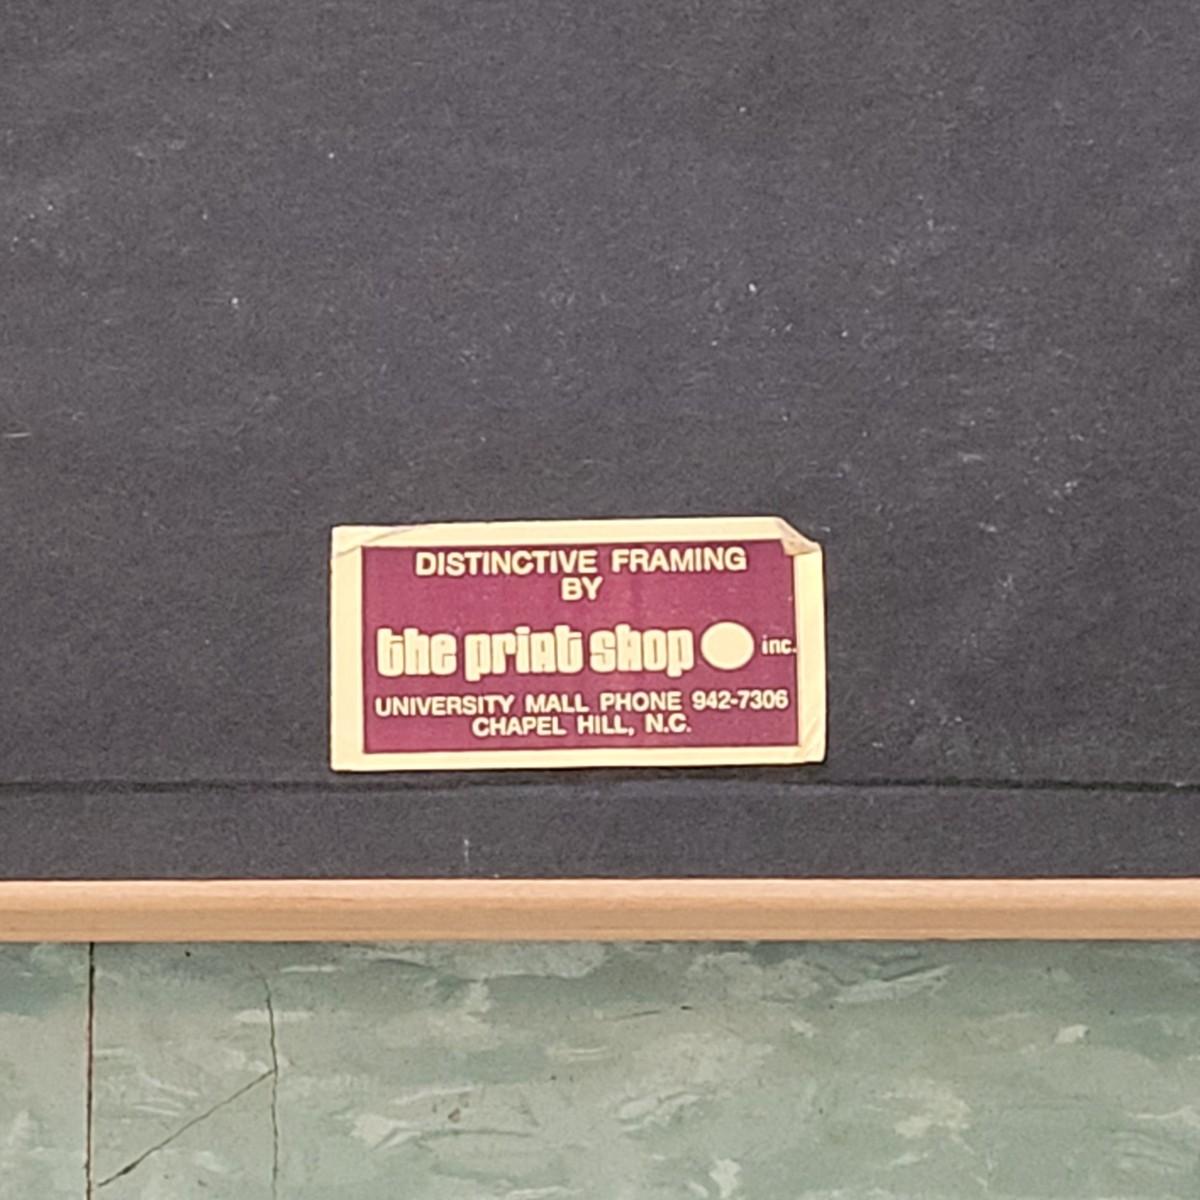 DISTINCTIVE FRAMING
BY
the print shop inc.
UNIVERSITY MALL PHONE 942-7306
CHAPEL HILL, N.C.